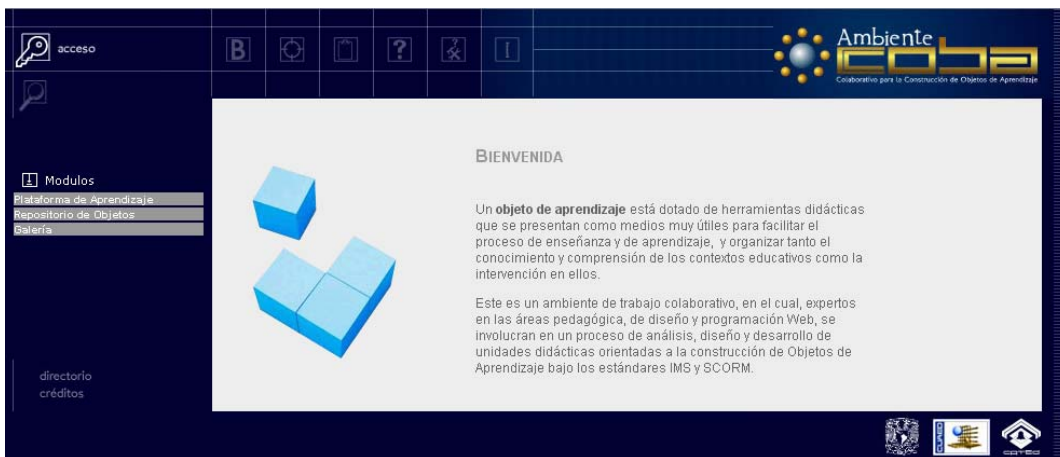 acceso
B
?
?
I
Ambiente
COBA
Colaborativo para la Construcción de Objetos de Aprendizaje
Modulos
Plataforma de Aprendizaje
Repositorio de Objetos
Galería
BIENVENIDA
Un objeto de aprendizaje está dotado de herramientas didácticas
que se presentan como medios muy útiles para facilitar el
proceso de enseñanza y de aprendizaje, y organizar tanto el
conocimiento y comprensión de los contextos educativos como la
intervención en ellos.
Este es un ambiente de trabajo colaborativo, en el cual, expertos
en las áreas pedagógica, de diseño y programación Web, se
involucran en un proceso de análisis, diseño y desarrollo de
unidades didácticas orientadas a la construcción de Objetos de
Aprendizaje bajo los estándares IMS y SCORM.
directorio
créditos
CUAED
CATED